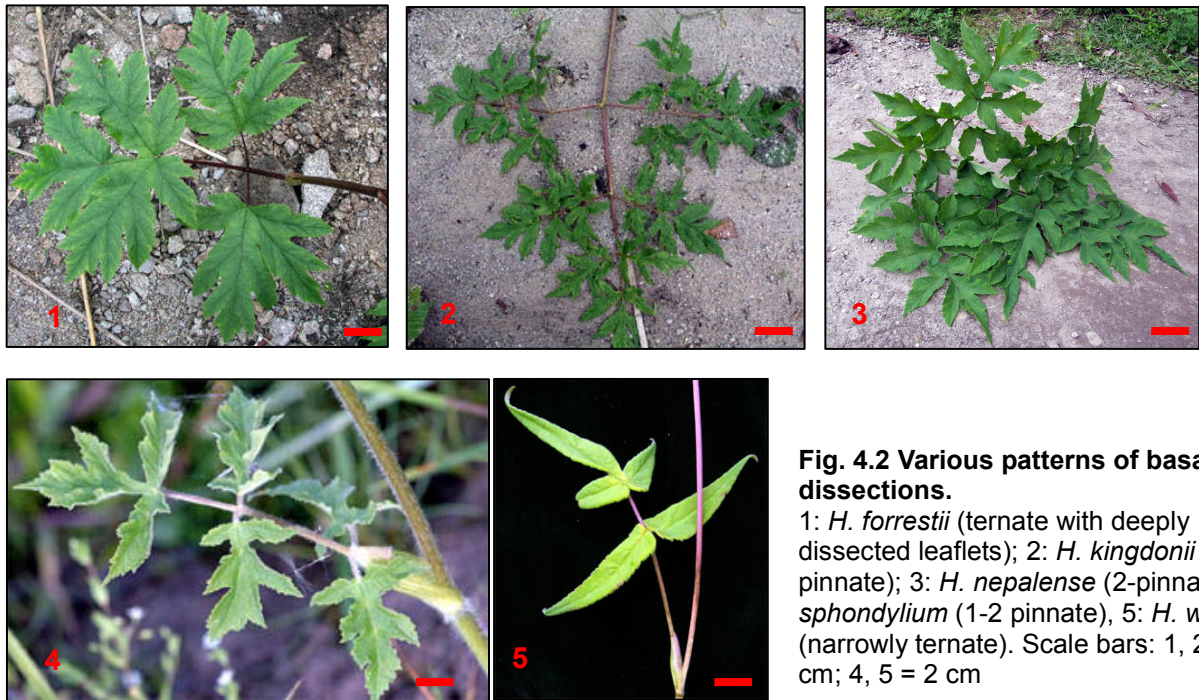 1
2
3
4
5
Fig. 4.2 Various patterns of basa
dissections.
1: H. forrestii (ternate with deeply
dissected leaflets); 2: H. kingdonii
pinnate); 3: H. nepalense (2-pinna
sphondylium (1-2 pinnate), 5: H. w
(narrowly ternate). Scale bars: 1, 2
cm; 4, 5 = 2 cm